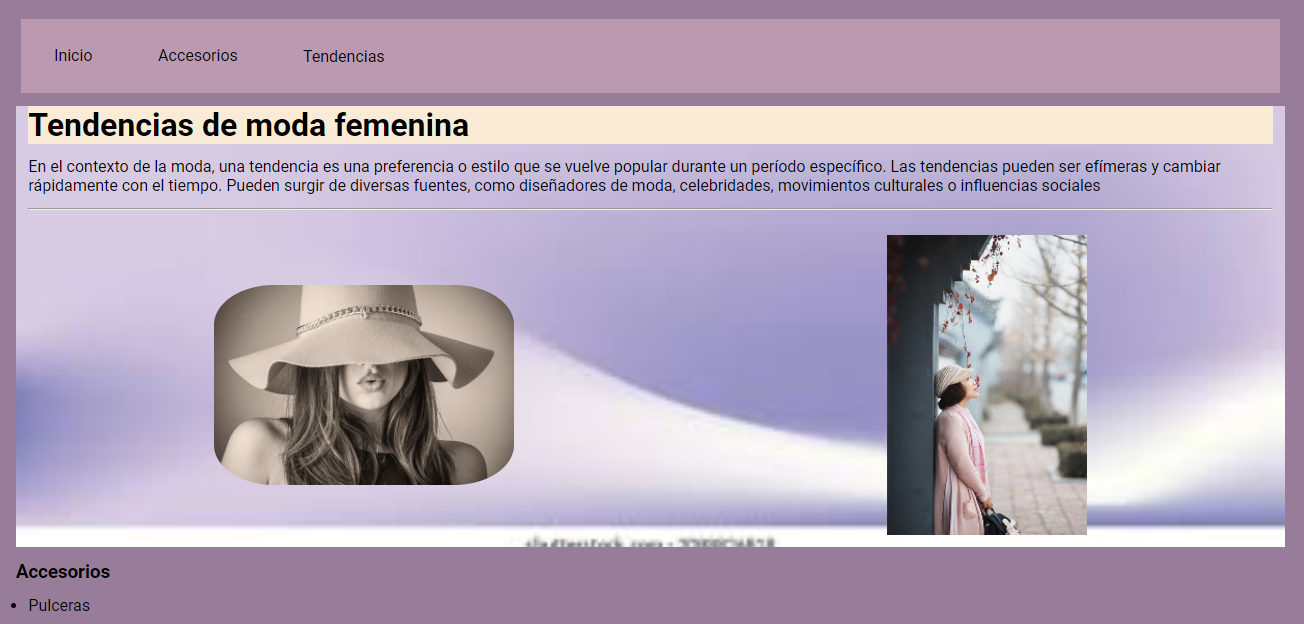 Inicio
Accesorios
Tendencias
Tendencias de moda femenina
En el contexto de la moda, una tendencia es una preferencia o estilo que se vuelve popular durante un período específico. Las tendencias pueden ser efímeras y cambiar
rápidamente con el tiempo. Pueden surgir de diversas fuentes, como diseñadores de moda, celebridades, movimientos culturales o influencias sociales
Accesorios
Pulceras